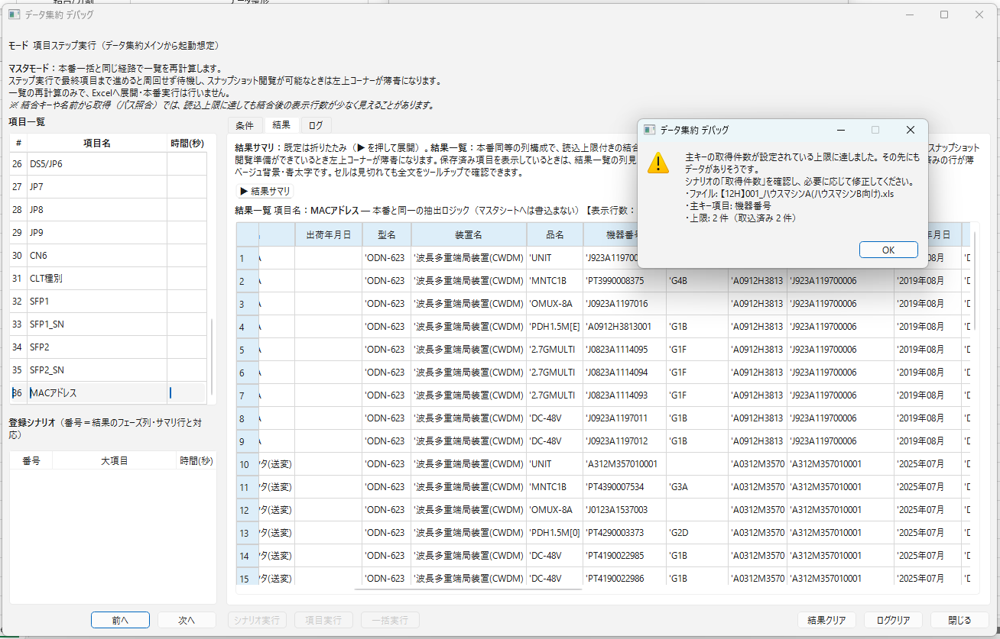 データ集約 デバッグ
モード 項目ステップ実行（データ集約メインから起動想定）
マスタモード：本番一括と同じ経路で一覧を再計算します。
ステップ実行で最終項目まで進めると周回せず待機し、スナップショット閲覧が可能なときは左上コーナーが薄青になります。
一覧の再計算のみで、Excelへ展開・本番実行は行いません。
※ 結合キーや名前から取得（パス照合）では、読込上限に達しても結合後の表示行数が少なく見えることがあります。
項目一覧
# 項目名 時間(秒)
26 DS5/JP6
27 JP7
28 JP8
29 JP9
30 CN6
31 CLT種別
32 SFP1
33 SFP1_SN
34 SFP2
35 SFP2_SN
36 MACアドレス
登録シナリオ（番号＝結果のフェーズ列・サマリ行と対
応）
番号 大項目 時間(秒)
前へ 次へ
条件 結果 ログ
結果サマリ：既定は折りたたみ（▶ を押して展開）。結果一覧：本番同等の列構成で、読込上限付きの結合 スナップショット
閲覧準備ができているとき左上コーナーが薄青になります。保存済み項目を表示しているときは、結果一覧の列見 済みの行が薄
ベージュ背景・青太字です。セルは見切れても全文をツールチップで確認できます。
▶ 結果サマリ
結果一覧 項目名：MACアドレス — 本番と同一の抽出ロジック（マスタシートへは書込まない）【表示行数：
出荷年月日 型名 装置名 品名 機器番号 年月日
1 'ODN-623 '波長多重端局装置(CWDM) 'UNIT 'J923A119700 08月
2 'ODN-623 '波長多重端局装置(CWDM) 'MNTC1B 'PT3990008375 'G4B 'A0912H3813 'J923A119700006 '2019年08月
3 'ODN-623 '波長多重端局装置(CWDM) 'OMUX-8A 'J0923A1197016 'A0912H3813 'J923A119700006 '2019年08月
4 'ODN-623 '波長多重端局装置(CWDM) 'PDH1.5M[E] 'A0912H3813001 'G1B 'A0912H3813 'J923A119700006 '2019年08月
5 'ODN-623 '波長多重端局装置(CWDM) '2.7GMULTI 'J0823A1114095 'G1F 'A0912H3813 'J923A119700006 '2019年08月
6 'ODN-623 '波長多重端局装置(CWDM) '2.7GMULTI 'J0823A1114094 'G1F 'A0912H3813 'J923A119700006 '2019年08月
7 'ODN-623 '波長多重端局装置(CWDM) '2.7GMULTI 'J0823A1114093 'G1F 'A0912H3813 'J923A119700006 '2019年08月
8 'ODN-623 '波長多重端局装置(CWDM) 'DC-48V 'J0923A1197011 'G1B 'A0912H3813 'J923A119700006 '2019年08月
9 'ODN-623 '波長多重端局装置(CWDM) 'DC-48V 'J0923A1197012 'G1B 'A0912H3813 'J923A119700006 '2019年08月
10 タ(送変) 'ODN-623 '波長多重端局装置(CWDM) 'UNIT 'A312M357010001 'A0312M3570 'A312M357010001 '2025年07月
11 タ(送変) 'ODN-623 '波長多重端局装置(CWDM) 'MNTC1B 'PT4390007534 'G3A 'A0312M3570 'A312M357010001 '2025年07月
12 タ(送変) 'ODN-623 '波長多重端局装置(CWDM) 'OMUX-8A 'J0123A1537003 'A0312M3570 'A312M357010001 '2025年07月
13 タ(送変) 'ODN-623 '波長多重端局装置(CWDM) 'PDH1.5M[0] 'PT4290003373 'G2D 'A0312M3570 'A312M357010001 '2025年07月
14 タ(送変) 'ODN-623 '波長多重端局装置(CWDM) 'DC-48V 'PT4190022985 'G1B 'A0312M3570 'A312M357010001 '2025年07月
15 タ(送変) 'ODN-623 '波長多重端局装置(CWDM) 'DC-48V 'PT4190022986 'G1B 'A0312M3570 'A312M357010001 '2025年07月
シナリオ実行 項目実行 一括実行 結果クリア ログクリア 閉じる
データ集約 デバッグ
主キーの取得件数が設定されている上限に達しました。その先にも
データがありそうです。
シナリオの「取得件数」を確認し、必要に応じて修正してください。
・ファイル: 【12H】001_ハウスマシンA(ハウスマシンB向け).xls
・主キー項目: 機器番号
・上限: 2 件（取込済み 2 件）
OK